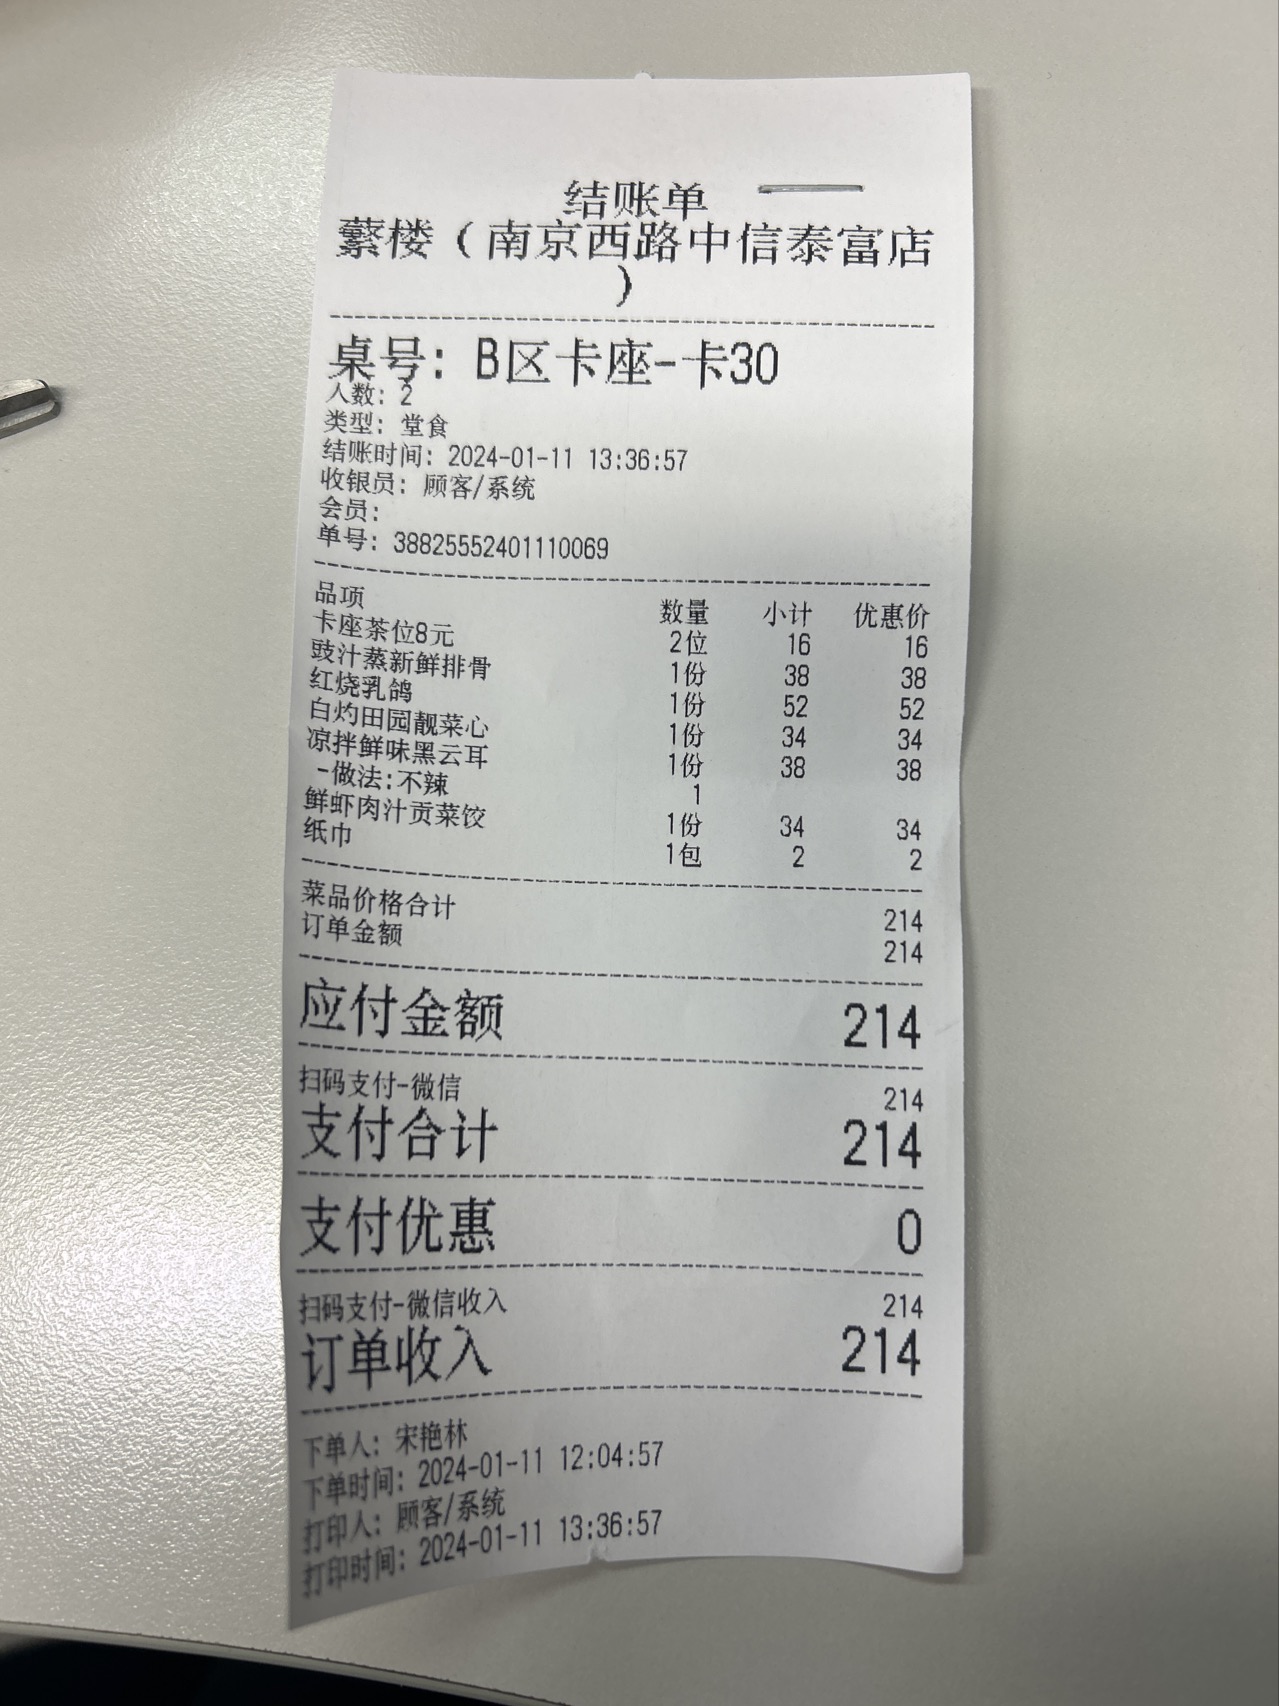 结账单
蘩楼（南京西路中信泰富店
）
桌号：B区卡座-卡30
人数：2
类型：堂食
结账时间：2024-01-11 13:36:57
收银员：顾客/系统
会员：
单号：38825552401110069
品项 数量 小计 优惠价
卡座茶位8元 2位 16 16
豉汁蒸新鲜排骨 1份 38 38
红烧乳鸽 1份 52 52
白灼田园靓菜心 1份 34 34
凉拌鲜味黑云耳 1份 38 38
-做法:不辣 1
鲜虾肉汁贡菜饺 1份 34 34
纸巾 1包 2 2
菜品价格合计 214
订单金额 214
应付金额 214
扫码支付-微信 214
支付合计 214
支付优惠 0
扫码支付-微信收入 214
订单收入 214
下单人：宋艳林
下单时间：2024-01-11 12:04:57
打印人：顾客/系统
打印时间：2024-01-11 13:36:57